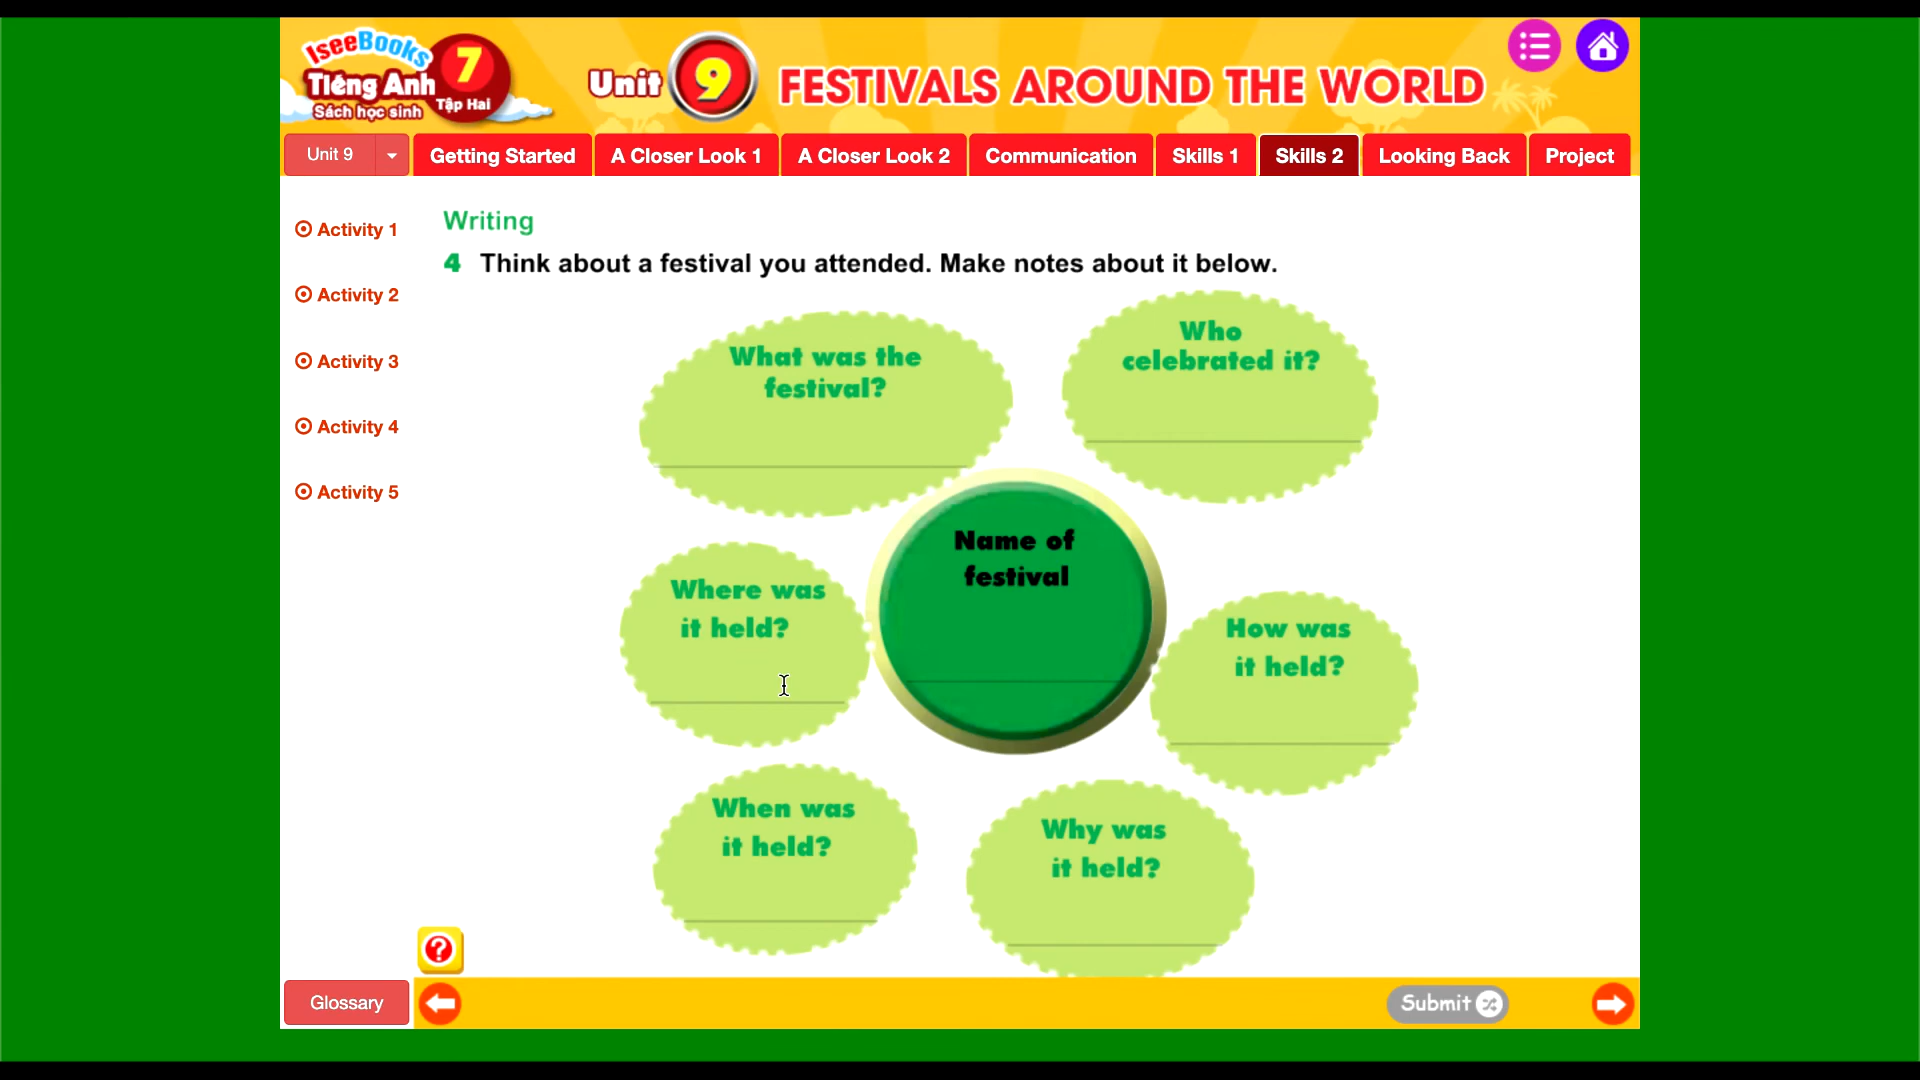 IseeBooks
Tiếng Anh 7
Sách học sinh Tập Hai
Unit 9 FESTIVALS AROUND THE WORLD
Unit 9 Getting Started A Closer Look 1 A Closer Look 2 Communication Skills 1 Skills 2 Looking Back Project
Activity 1
Activity 2
Activity 3
Activity 4
Activity 5
Writing
4 Think about a festival you attended. Make notes about it below.
What was the
festival?
Who
celebrated it?
Name of
festival
Where was
it held?
How was
it held?
When was
it held?
Why was
it held?
?
Glossary
Submit